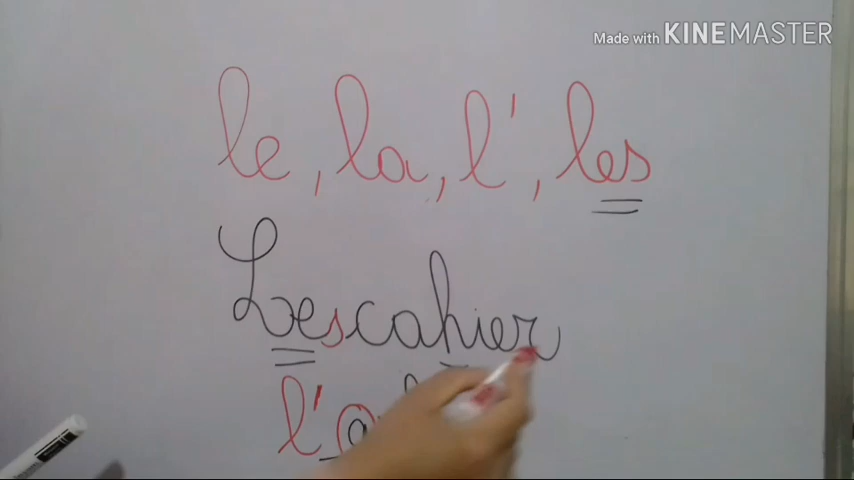 Made with KINEMASTER
le, la, l', les
Les cahier
l'a